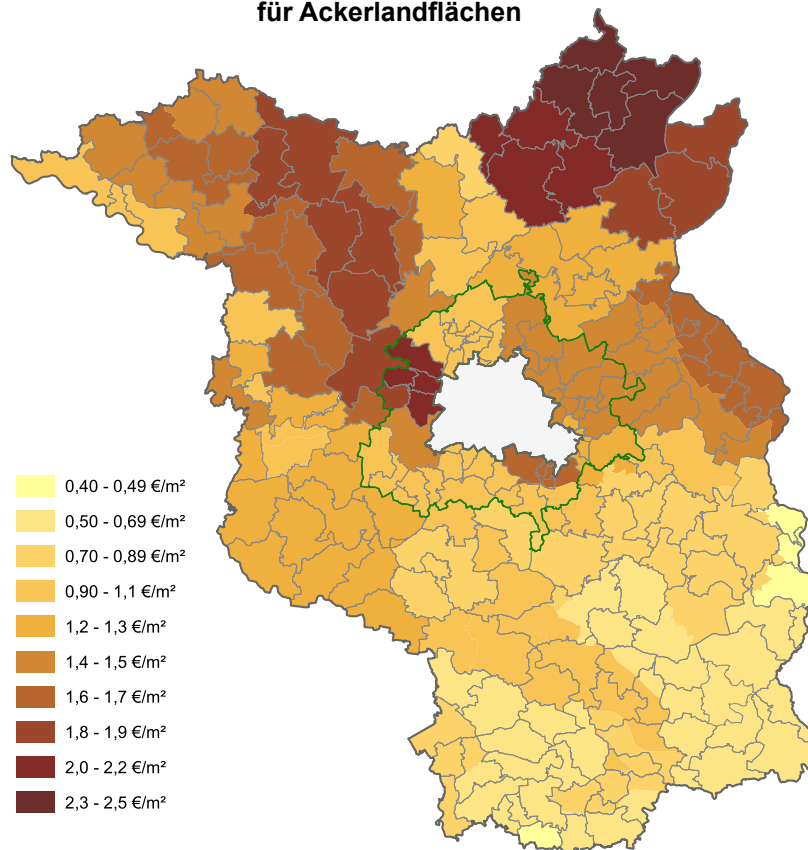 für Ackerlandflächen
0,40 - 0,49 €/m²
0,50 - 0,69 €/m²
0,70 - 0,89 €/m²
0,90 - 1,1 €/m²
1,2 - 1,3 €/m²
1,4 - 1,5 €/m²
1,6 - 1,7 €/m²
1,8 - 1,9 €/m²
2,0 - 2,2 €/m²
2,3 - 2,5 €/m²